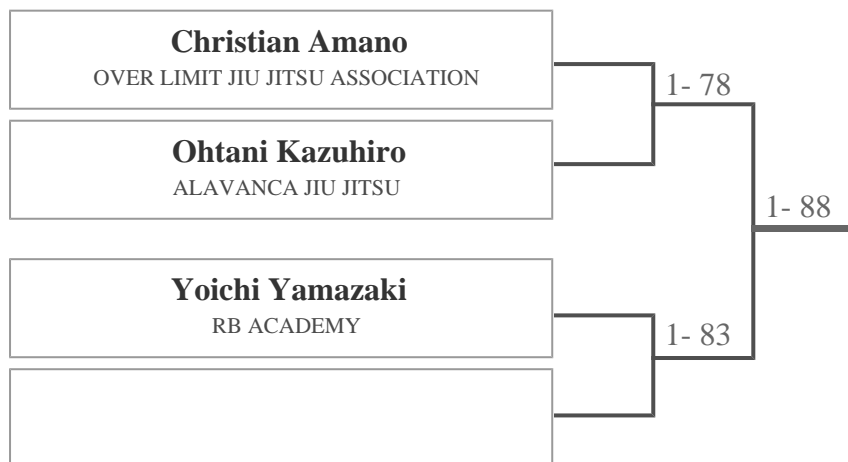 Christian Amano
OVER LIMIT JIU JITSU ASSOCIATION
1- 78
Ohtani Kazuhiro
ALAVANCA JIU JITSU
1- 88
Yoichi Yamazaki
RB ACADEMY
1- 83